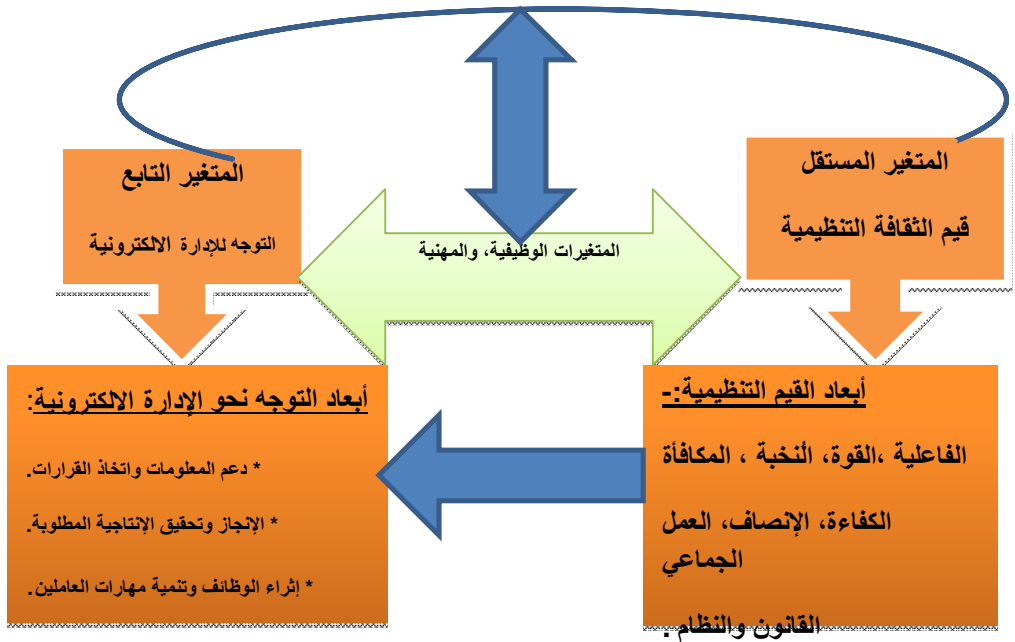 المتغير المستقل
قيم الثقافة التنظيمية
المتغير التابع
التوجه للإدارة الالكترونية
المتغيرات الوظيفية، والمهنية
أبعاد القيم التنظيمية:-
الفاعلية ،القوة، النُخبة ، المكافأة
الكفاءة، الإنصاف، العمل
الجماعي
القانون والنظام .
أبعاد التوجه نحو الإدارة الالكترونية:
* دعم المعلومات واتخاذ القرارات.
* الإنجاز وتحقيق الإنتاجية المطلوبة.
* إثراء الوظائف وتنمية مهارات العاملين.